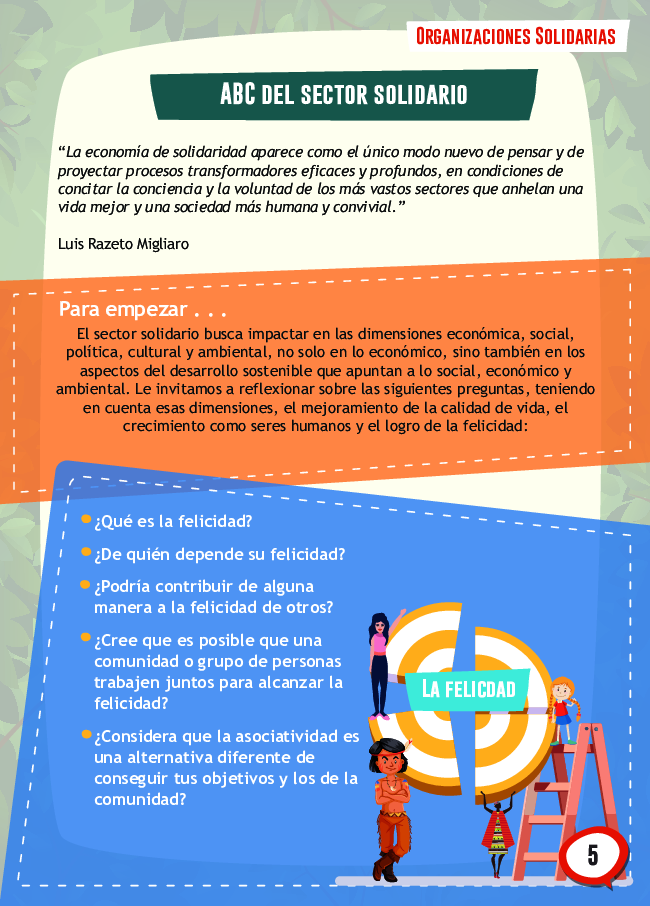 Organizaciones Solidarias
ABC del sector solidario
“La economía de solidaridad aparece como el único modo nuevo de pensar y de
proyectar procesos transformadores eficaces y profundos, en condiciones de
concitar la conciencia y la voluntad de los más vastos sectores que anhelan una
vida mejor y una sociedad más humana y convivial.”
Luis Razeto Migliaro
Para empezar . . .
El sector solidario busca impactar en las dimensiones económica, social,
política, cultural y ambiental, no solo en lo económico, sino también en los
aspectos del desarrollo sostenible que apuntan a lo social, económico y
ambiental. Le invitamos a reflexionar sobre las siguientes preguntas, teniendo
en cuenta esas dimensiones, el mejoramiento de la calidad de vida, el
crecimiento como seres humanos y el logro de la felicidad:
¿Qué es la felicidad?
¿De quién depende su felicidad?
¿Podría contribuir de alguna
manera a la felicidad de otros?
¿Cree que es posible que una
comunidad o grupo de personas
trabajen juntos para alcanzar la
felicidad?
¿Considera que la asociatividad es
una alternativa diferente de
conseguir tus objetivos y los de la
comunidad?
La felicdad
5